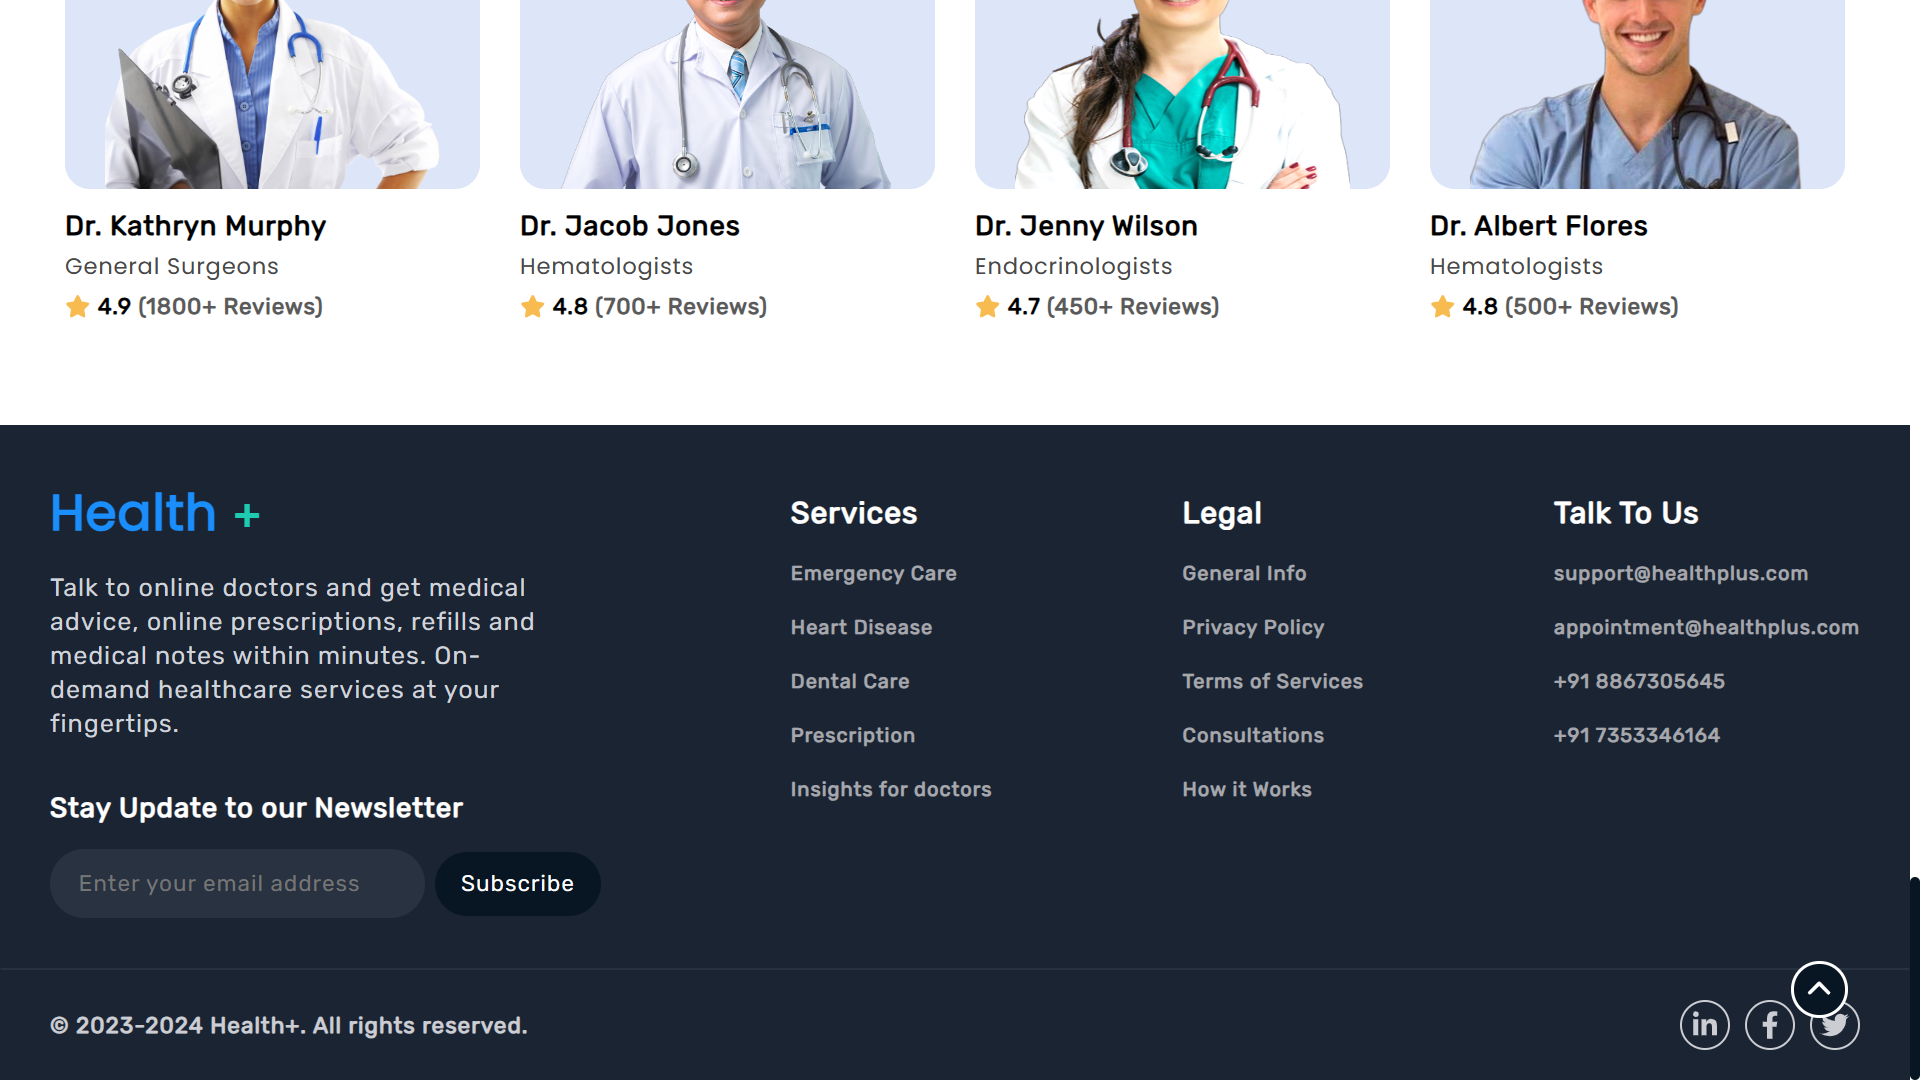 Dr. Kathryn Murphy
General Surgeons
4.9 (1800+ Reviews)
Dr. Jacob Jones
Hematologists
4.8 (700+ Reviews)
Dr. Jenny Wilson
Endocrinologists
4.7 (450+ Reviews)
Dr. Albert Flores
Hematologists
4.8 (500+ Reviews)
Health +
Talk to online doctors and get medical
advice, online prescriptions, refills and
medical notes within minutes. On-
demand healthcare services at your
fingertips.
Stay Update to our Newsletter
Enter your email address
Subscribe
Services
Emergency Care
Heart Disease
Dental Care
Prescription
Insights for doctors
Legal
General Info
Privacy Policy
Terms of Services
Consultations
How it Works
Talk To Us
support@healthplus.com
appointment@healthplus.com
+91 8867305645
+91 7353346164
© 2023-2024 Health+. All rights reserved.